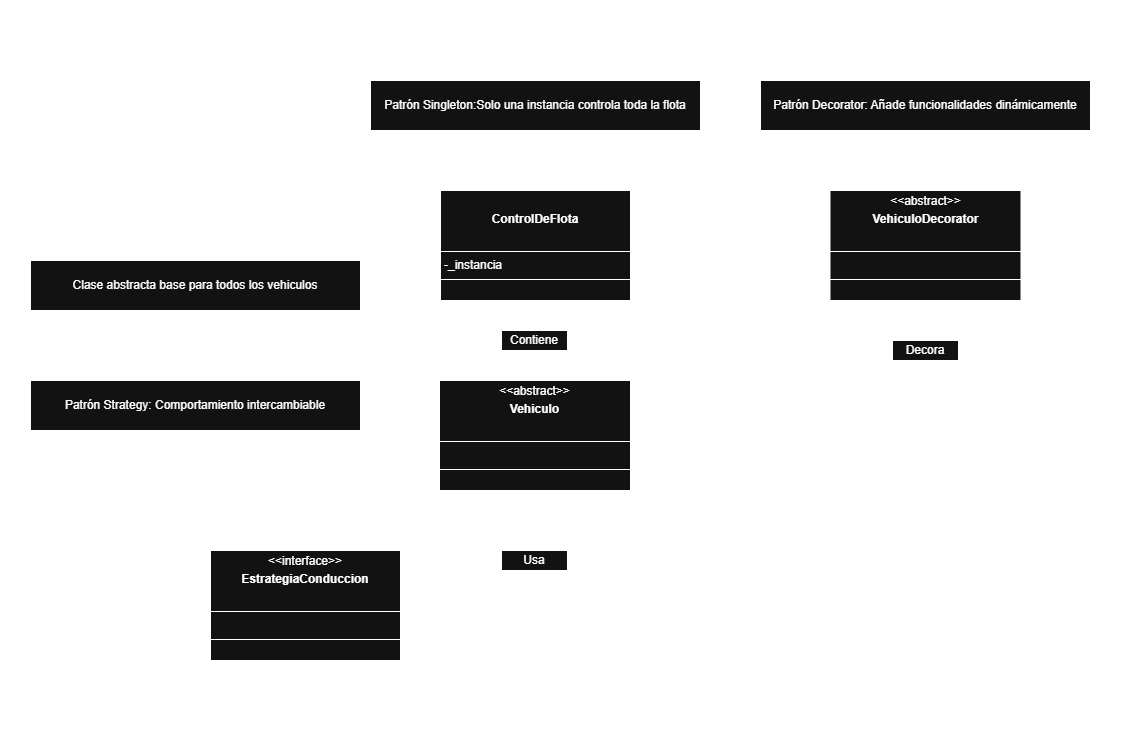 Patrón Singleton:Solo una instancia controla toda la flota
Patrón Decorator: Añade funcionalidades dinámicamente
ControlDeFlota
-_instancia
<<abstract>>
VehiculoDecorator
Clase abstracta base para todos los vehiculos
Contiene
Decora
Patrón Strategy: Comportamiento intercambiable
<<abstract>>
Vehiculo
<<interface>>
EstrategiaConduccion
Usa